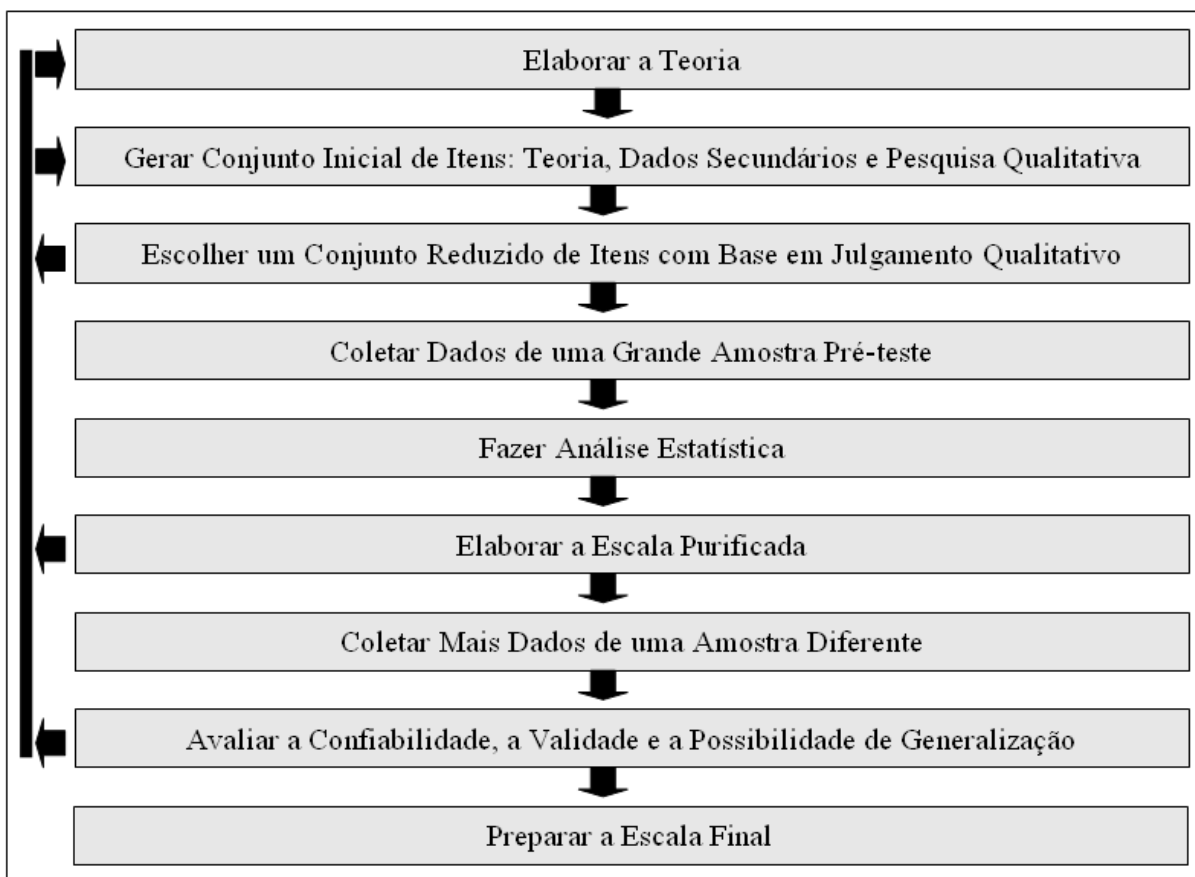 Elaborar a Teoria
Gerar Conjunto Inicial de Itens: Teoria, Dados Secundários e Pesquisa Qualitativa
Escolher um Conjunto Reduzido de Itens com Base em Julgamento Qualitativo
Coletar Dados de uma Grande Amostra Pré-teste
Fazer Análise Estatística
Elaborar a Escala Purificada
Coletar Mais Dados de uma Amostra Diferente
Avaliar a Confiabilidade, a Validade e a Possibilidade de Generalização
Preparar a Escala Final